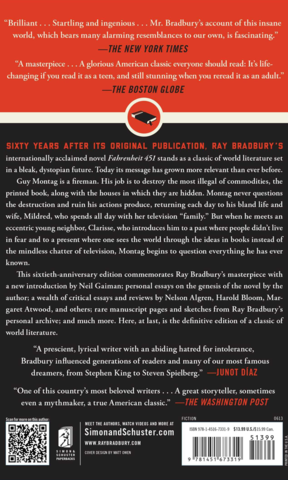 "Brilliant . . . Startling and ingenious . . . Mr. Bradbury's account of this insane
world, which bears many alarming resemblances to our own, is fascinating."
—THE NEW YORK TIMES
"A masterpiece . . . A glorious American classic everyone should read: It's life-
changing if you read it as a teen, and still stunning when you reread it as an adult."
—THE BOSTON GLOBE
SIXTY YEARS AFTER ITS ORIGINAL PUBLICATION, RAY BRADBURY'S
internationally acclaimed novel Fahrenheit 451 stands as a classic of world literature set
in a bleak, dystopian future. Today its message has grown more relevant than ever before.
Guy Montag is a fireman. His job is to destroy the most illegal of commodities, the
printed book, along with the houses in which they are hidden. Montag never questions
the destruction and ruin his actions produce, returning each day to his bland life and
wife, Mildred, who spends all day with her television "family." But when he meets an
eccentric young neighbor, Clarisse, who introduces him to a past where people didn't live
in fear and to a present where one sees the world through the ideas in books instead of
the mindless chatter of television, Montag begins to question everything he has ever
known.
This sixtieth-anniversary edition commemorates Ray Bradbury's masterpiece with
a new introduction by Neil Gaiman; personal essays on the genesis of the novel by the
author; a wealth of critical essays and reviews by Nelson Algren, Harold Bloom, Mar-
garet Atwood, and others; rare manuscript pages and sketches from Ray Bradbury's
personal archive; and much more. Here, at last, is the definitive edition of a classic of
world literature.
"A prescient, lyrical writer with an abiding hatred for intolerance,
Bradbury influenced generations of readers and many of our most famous
dreamers, from Stephen King to Steven Spielberg." —JUNOT DÍAZ
"One of this country's most beloved writers . . . A great storyteller, sometimes
even a mythmaker, a true American classic." —THE WASHINGTON POST
SIMON &
SCHUSTER
PAPERBACKS
MEET THE AUTHORS, WATCH VIDEOS AND MORE AT
SimonandSchuster.com
WWW.RAYBRADBURY.COM
COVER DESIGN BY MATT OWEN
FICTION
0613
ISBN 978-1-4516-7331-9
51399
9 781451 673319